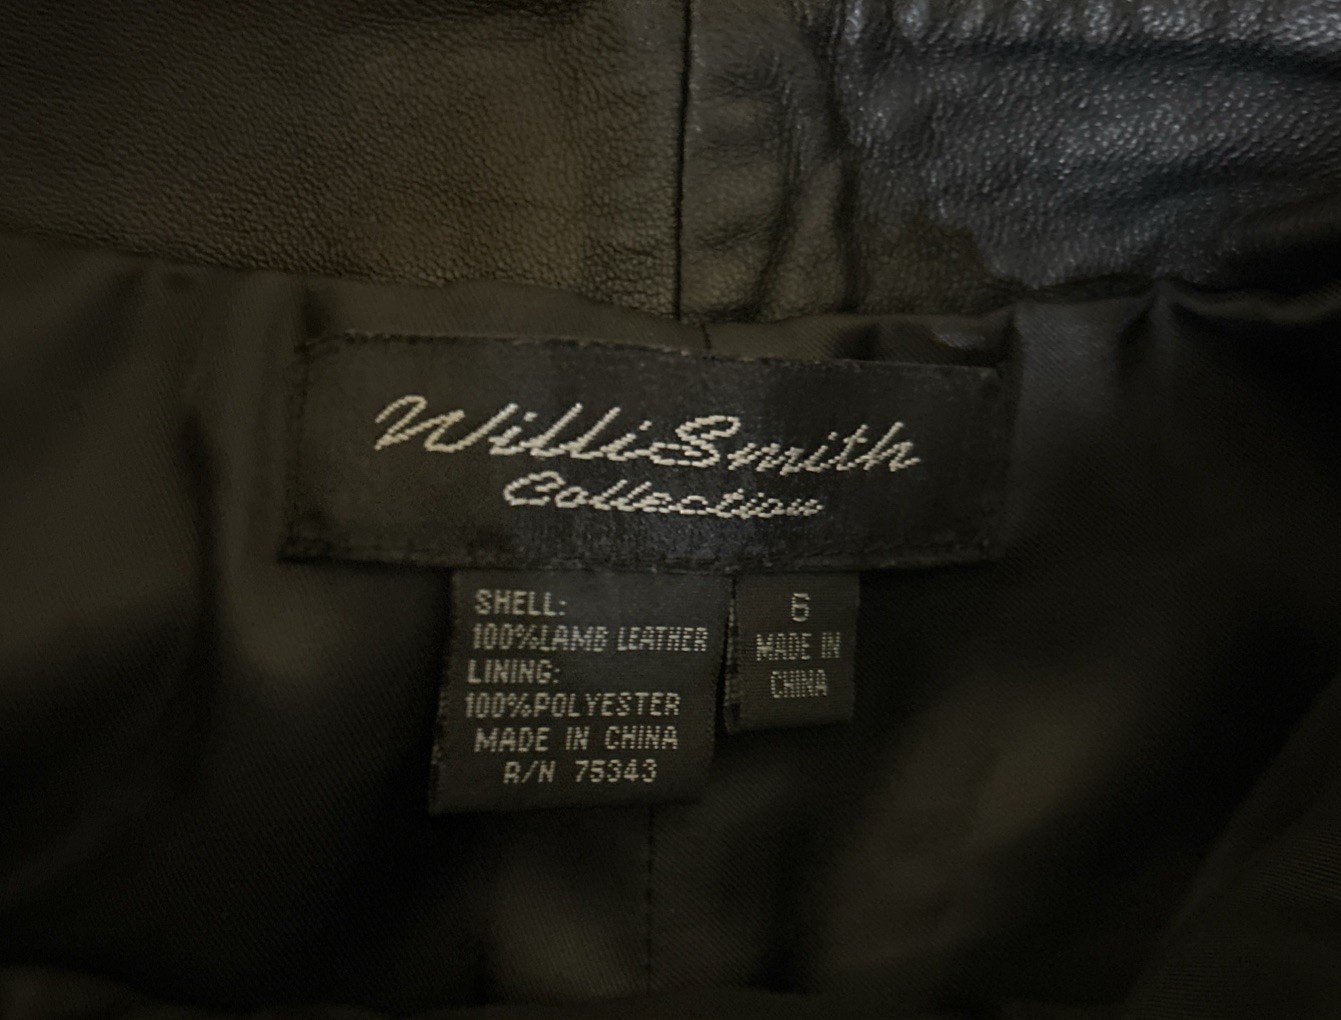 WilliSmith
Collection
SHELL:
100%LAMB LEATHER
LINING:
100%POLYESTER
MADE IN CHINA
R/N 75343
6
MADE IN
CHINA